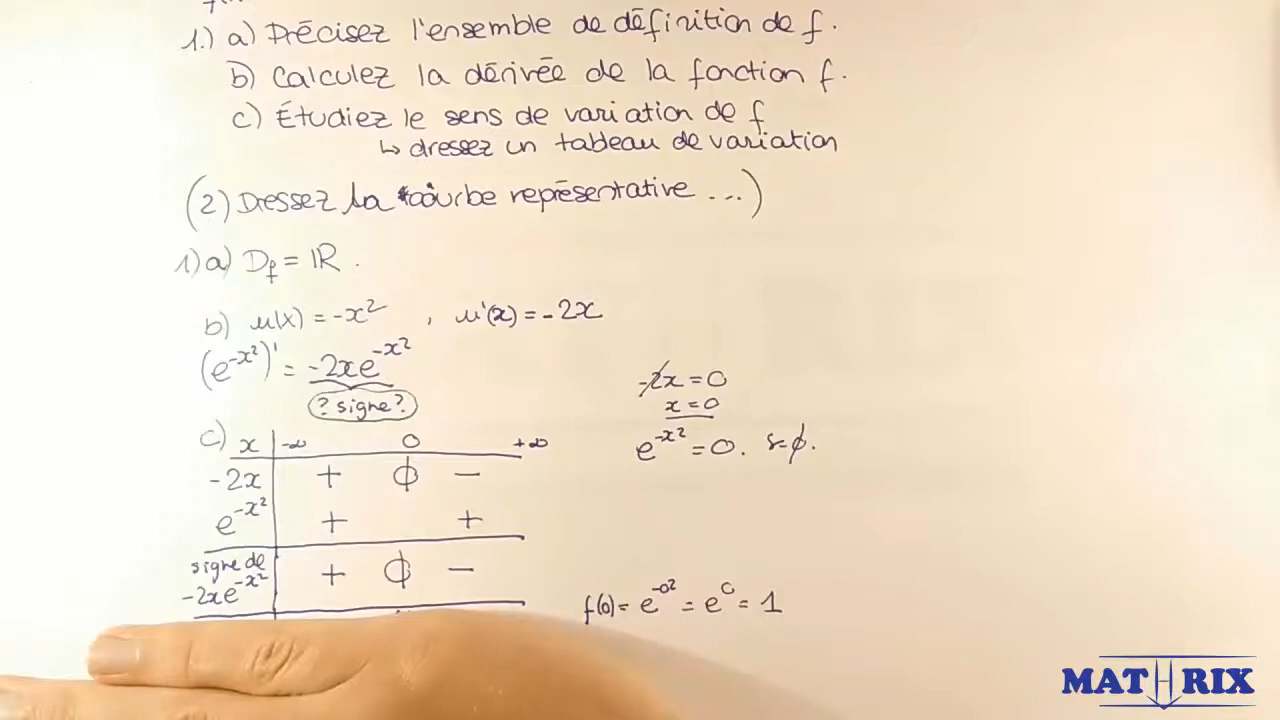 1.) a) Précisez l'ensemble de définition de f.
b) Calculez la dérivée de la fonction f.
c) Étudiez le sens de variation de f
↳ dressez un tableau de variation
(2) Dressez la courbe représentative ...)
1) a) Df = ℝ.
b) u(x) = -x² , u'(x) = -2x
(e^{-x²})' = -2xe^{-x²}
? signe?
-2x = 0
x = 0
e^{-x²} = 0. S=∅.
c) x -∞ 0 +∞
-2x + 0 -
e^{-x²} + +
signe de
-2xe^{-x²} + 0 -
f(0) = e^{-0²} = e^0 = 1
MATHRIX